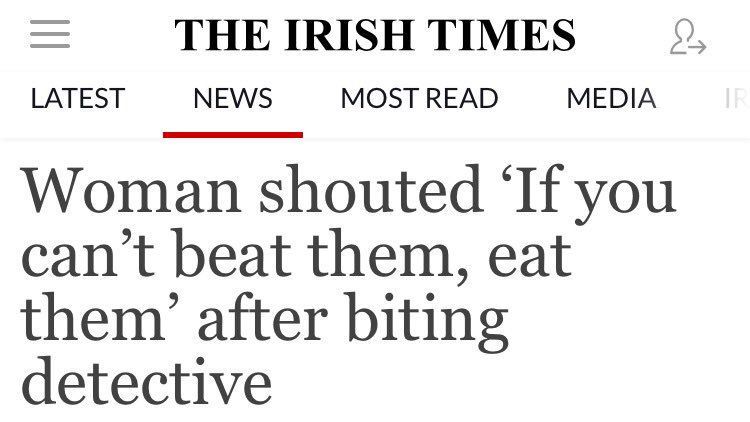 THE IRISH TIMES
LATEST NEWS MOST READ MEDIA IR
Woman shouted ‘If you
can’t beat them, eat
them’ after biting
detective